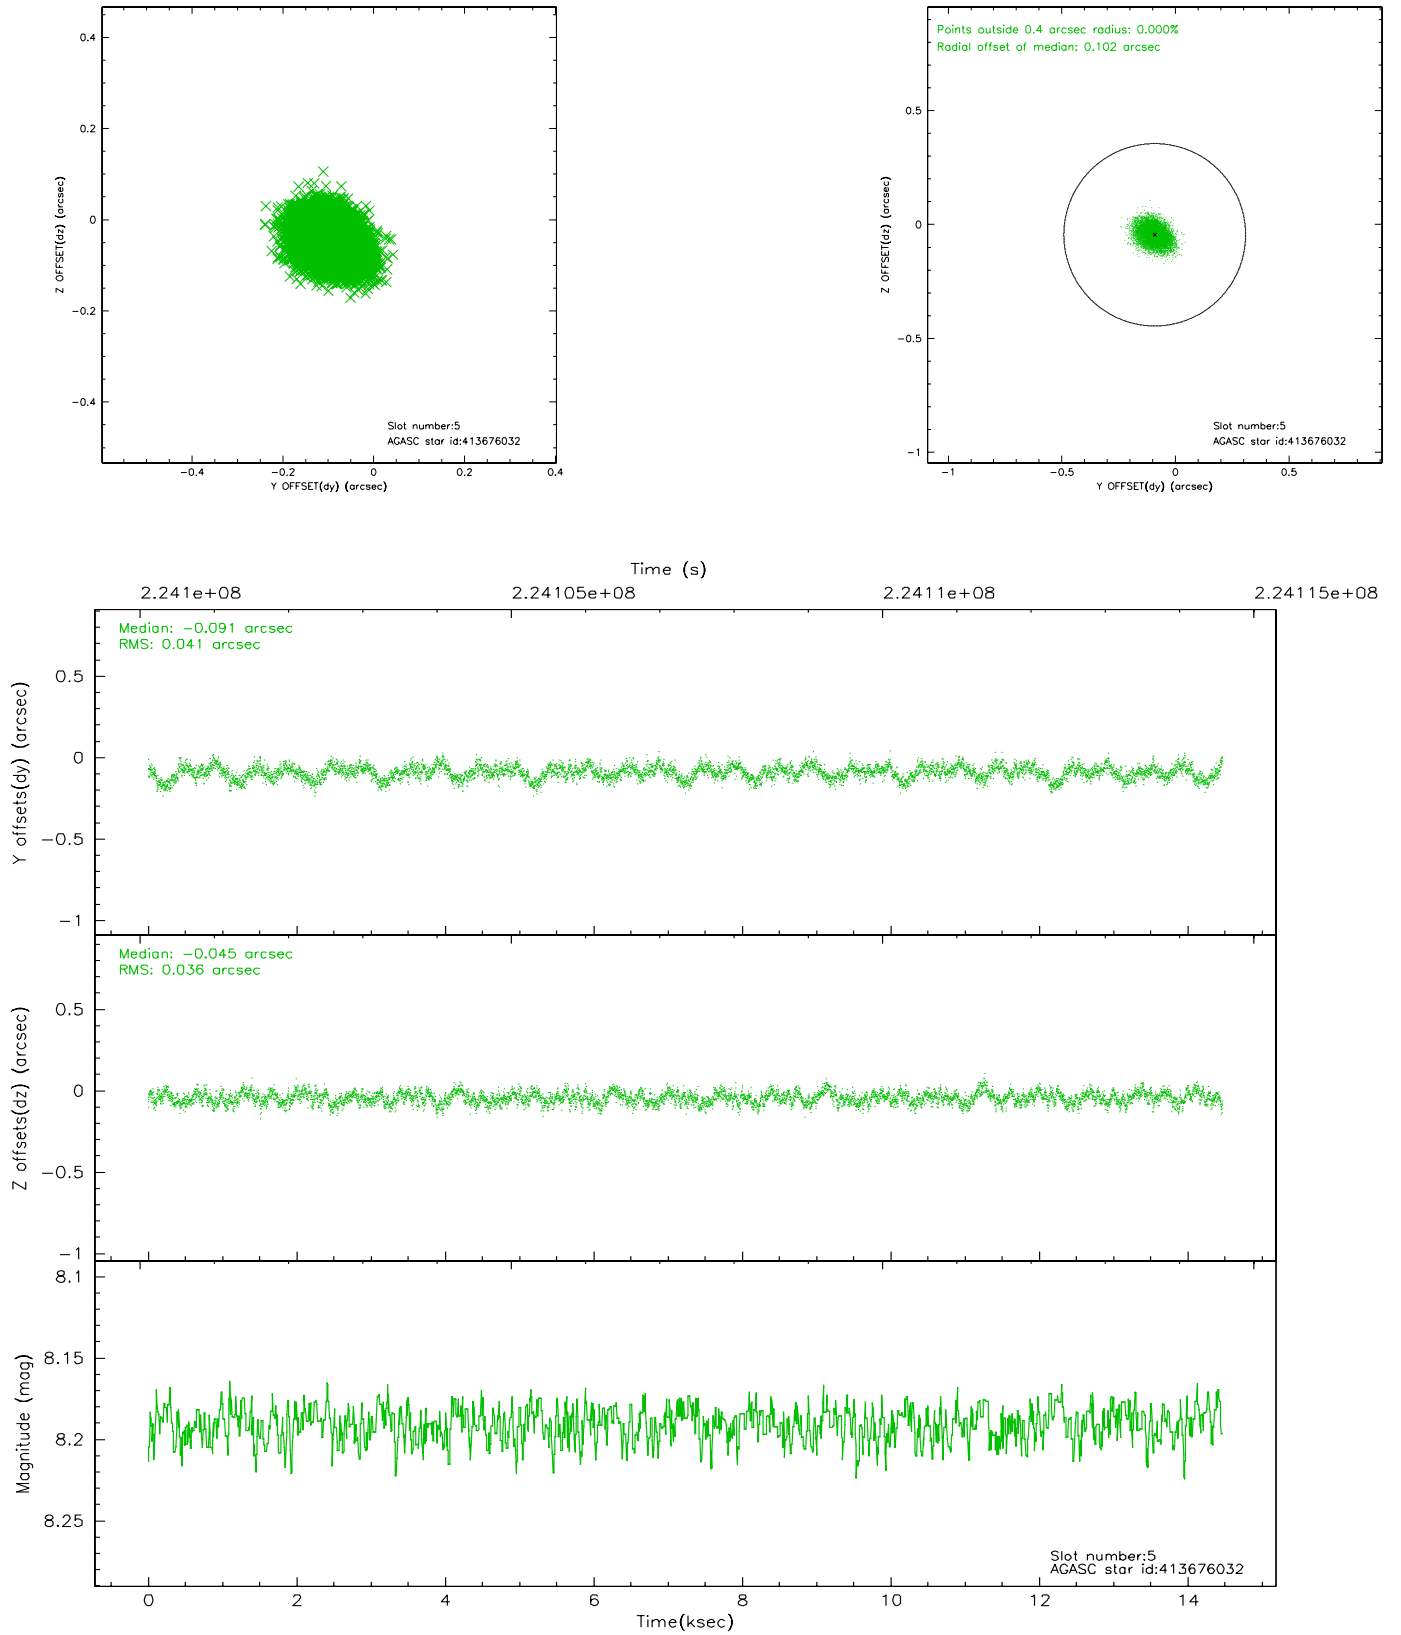 0.4
0.2
0
−0.2
−0.4
Z OFFSET(dz) (arcsec)
Slot number:5
AGASC star id:413676032
−0.4
−0.2
0
0.2
0.4
Y OFFSET(dy) (arcsec)
Points outside 0.4 arcsec radius: 0.000%
Radial offset of median: 0.102 arcsec
0.5
0
−0.5
−1
Z OFFSET(dz) (arcsec)
Slot number:5
AGASC star id:413676032
−1
−0.5
0
0.5
Y OFFSET(dy) (arcsec)
Time (s)
2.241e+08
2.24105e+08
2.2411e+08
2.24115e+08
Median: −0.091 arcsec
RMS: 0.041 arcsec
0.5
0
−0.5
−1
Y offsets(dy) (arcsec)
Median: −0.045 arcsec
RMS: 0.036 arcsec
0.5
0
−0.5
−1
Z offsets(dz) (arcsec)
8.1
8.15
8.2
8.25
Magnitude (mag)
Slot number:5
AGASC star id:413676032
0
2
4
6
8
10
12
14
Time(ksec)